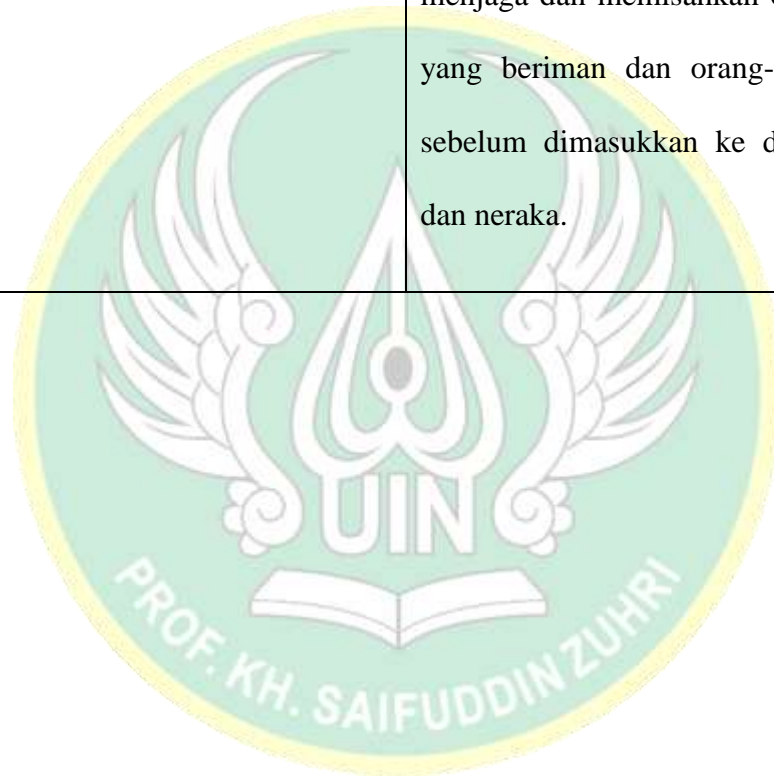 yang beriman dan orang-
sebelum dimasukkan ke d
dan neraka.
UIN
PROF. KH. SAIFUDDIN ZUHRI